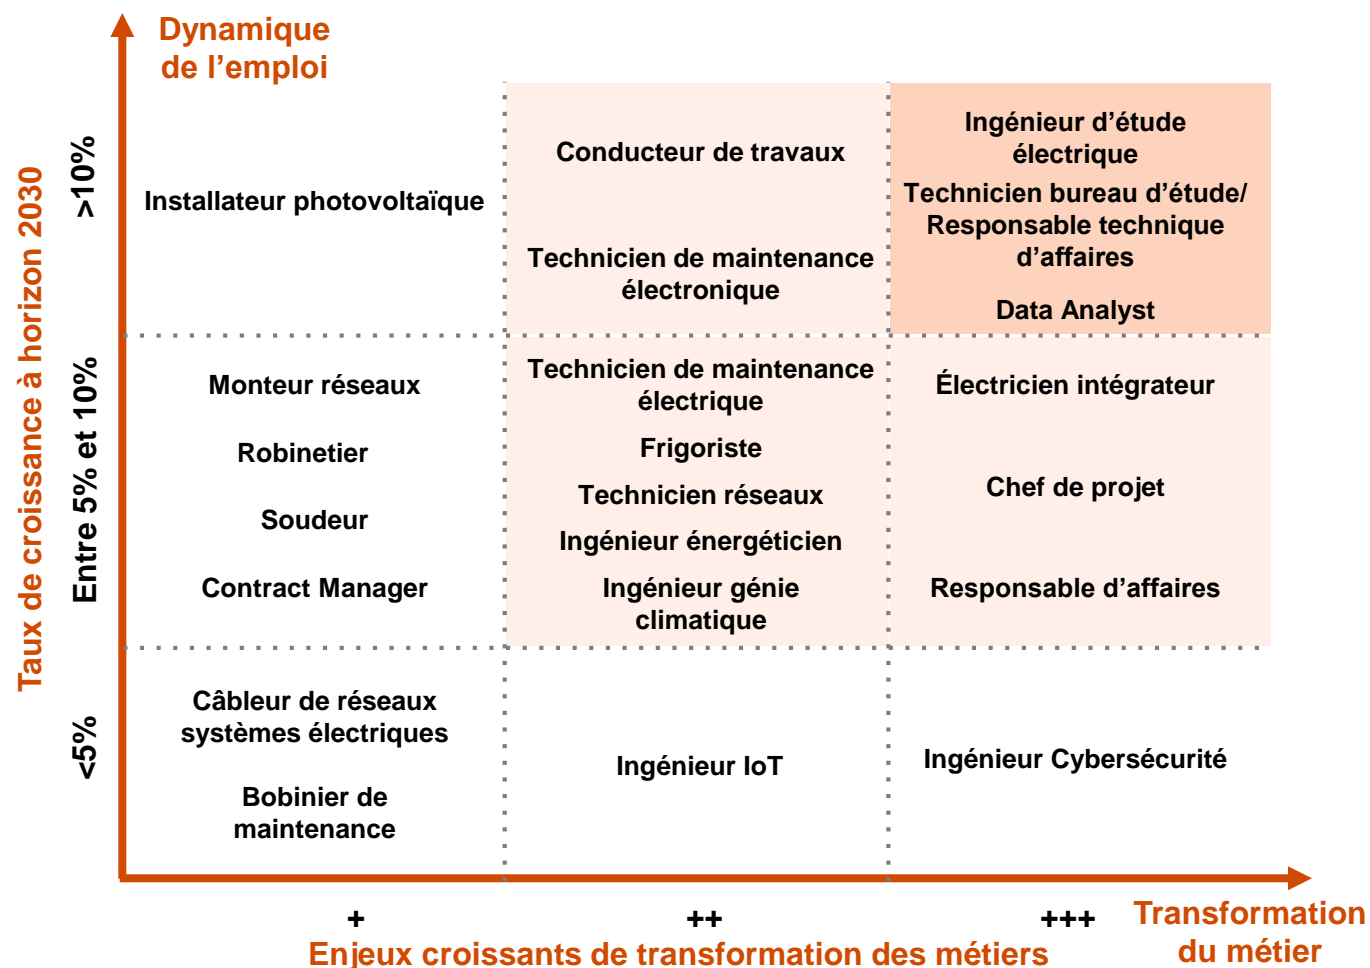 Dynamique
de l’emploi
Taux de croissance à horizon 2030
>10%
Installateur photovoltaïque
Conducteur de travaux
Technicien de maintenance
électronique
Ingénieur d’étude
électrique
Technicien bureau d’étude/
Responsable technique
d’affaires
Data Analyst
Entre 5% et 10%
Monteur réseaux
Robinetier
Soudeur
Contract Manager
Technicien de maintenance
électrique
Frigoriste
Technicien réseaux
Ingénieur énergéticien
Ingénieur génie
climatique
Électricien intégrateur
Chef de projet
Responsable d’affaires
<5%
Câbleur de réseaux
systèmes électriques
Bobinier de
maintenance
Ingénieur IoT
Ingénieur Cybersécurité
+
++
+++
Enjeux croissants de transformation des métiers
Transformation
du métier